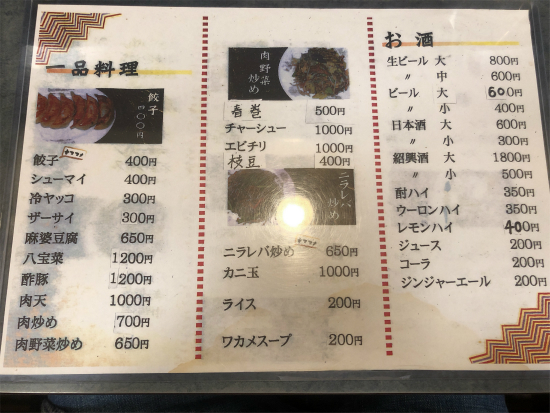 一品料理
餃子
餃子 400円
シューマイ 400円
冷ヤッコ 300円
ザーサイ 300円
麻婆豆腐 650円
八宝菜 1200円
酢豚 1200円
肉天 1000円
肉炒め 700円
肉野菜炒め 650円
肉野菜炒め
春巻 500円
チャーシュー 1000円
エビチリ 1000円
枝豆 400円
ニラレバ炒め
ニラレバ炒め 650円
カニ玉 1000円
ライス 200円
ワカメスープ 200円
お酒
生ビール 大 800円
〃 中 600円
ビール 大 600円
〃 小 400円
日本酒 大 600円
〃 小 300円
紹興酒 大 1800円
〃 小 500円
酎ハイ 350円
ウーロンハイ 350円
レモンハイ 400円
ジュース 200円
コーラ 200円
ジンジャーエール 200円